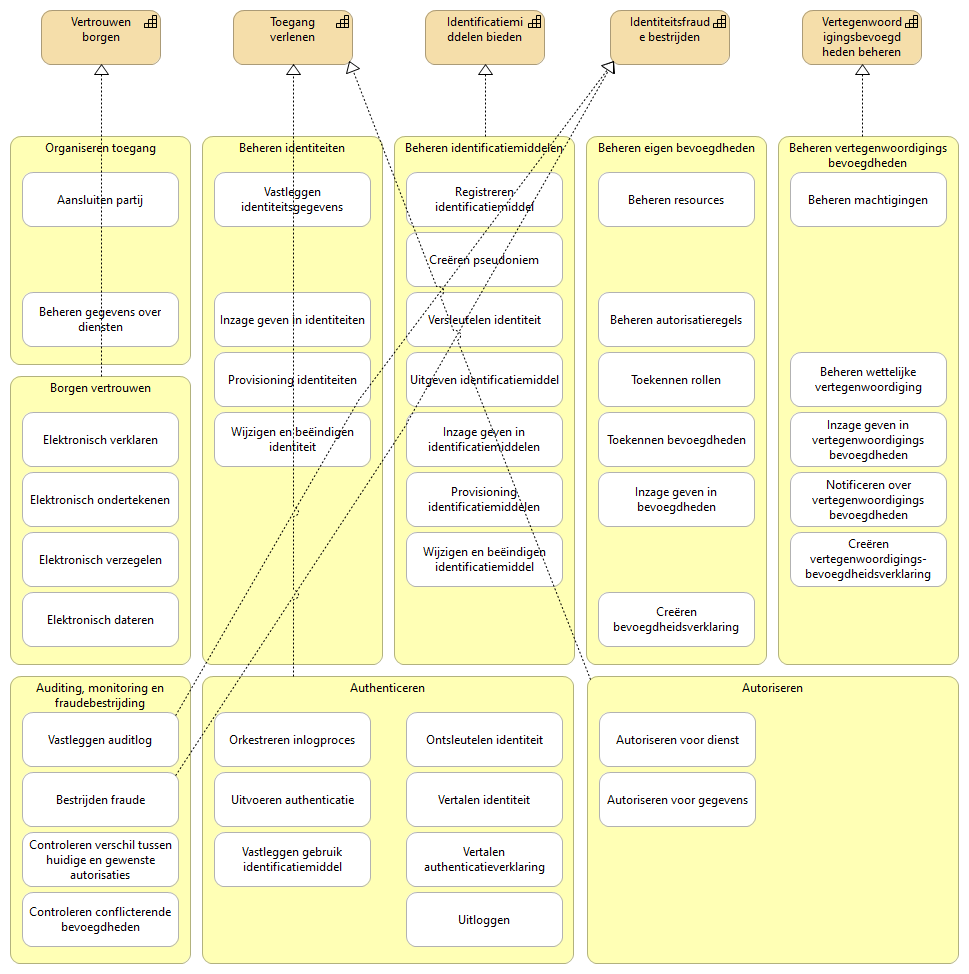 Vertrouwen
borgen
Toegang
verlenen
Identificatiemi
ddelen bieden
Identiteitsfraud
e bestrijden
Vertegenwoord
igingsbevoegd
heden beheren
Organiseren toegang
Aansluiten partij
Beheren gegevens over
diensten
Borgen vertrouwen
Elektronisch verklaren
Elektronisch ondertekenen
Elektronisch verzegelen
Elektronisch dateren
Beheren identiteiten
Vastleggen
identiteitsgegevens
Inzage geven in identiteiten
Provisioning identiteiten
Wijzigen en beëindigen
identiteit
Beheren identificatiemiddelen
Registreren
identificatiemiddel
Creëren pseudoniem
Versleutelen identiteit
Uitgeven identificatiemiddel
Inzage geven in
identificatiemiddelen
Provisioning
identificatiemiddelen
Wijzigen en beëindigen
identificatiemiddel
Beheren eigen bevoegdheden
Beheren resources
Beheren autorisatieregels
Toekennen rollen
Toekennen bevoegdheden
Inzage geven in
bevoegdheden
Creëren
bevoegdheidsverklaring
Beheren vertegenwoordigings
bevoegdheden
Beheren machtigingen
Beheren wettelijke
vertegenwoordiging
Inzage geven in
vertegenwoordigings
bevoegdheden
Notificeren over
vertegenwoordigings
bevoegdheden
Creëren
vertegenwoordigings-
bevoegdheidsverklaring
Auditing, monitoring en
fraudebestrijding
Vastleggen auditlog
Bestrijden fraude
Controleren verschil tussen
huidige en gewenste
autorisaties
Controleren conflicterende
bevoegdheden
Authenticeren
Orkestreren inlogproces
Uitvoeren authenticatie
Vastleggen gebruik
identificatiemiddel
Ontsleutelen identiteit
Vertalen identiteit
Vertalen
authenticatieverklaring
Uitloggen
Autoriseren
Autoriseren voor dienst
Autoriseren voor gegevens